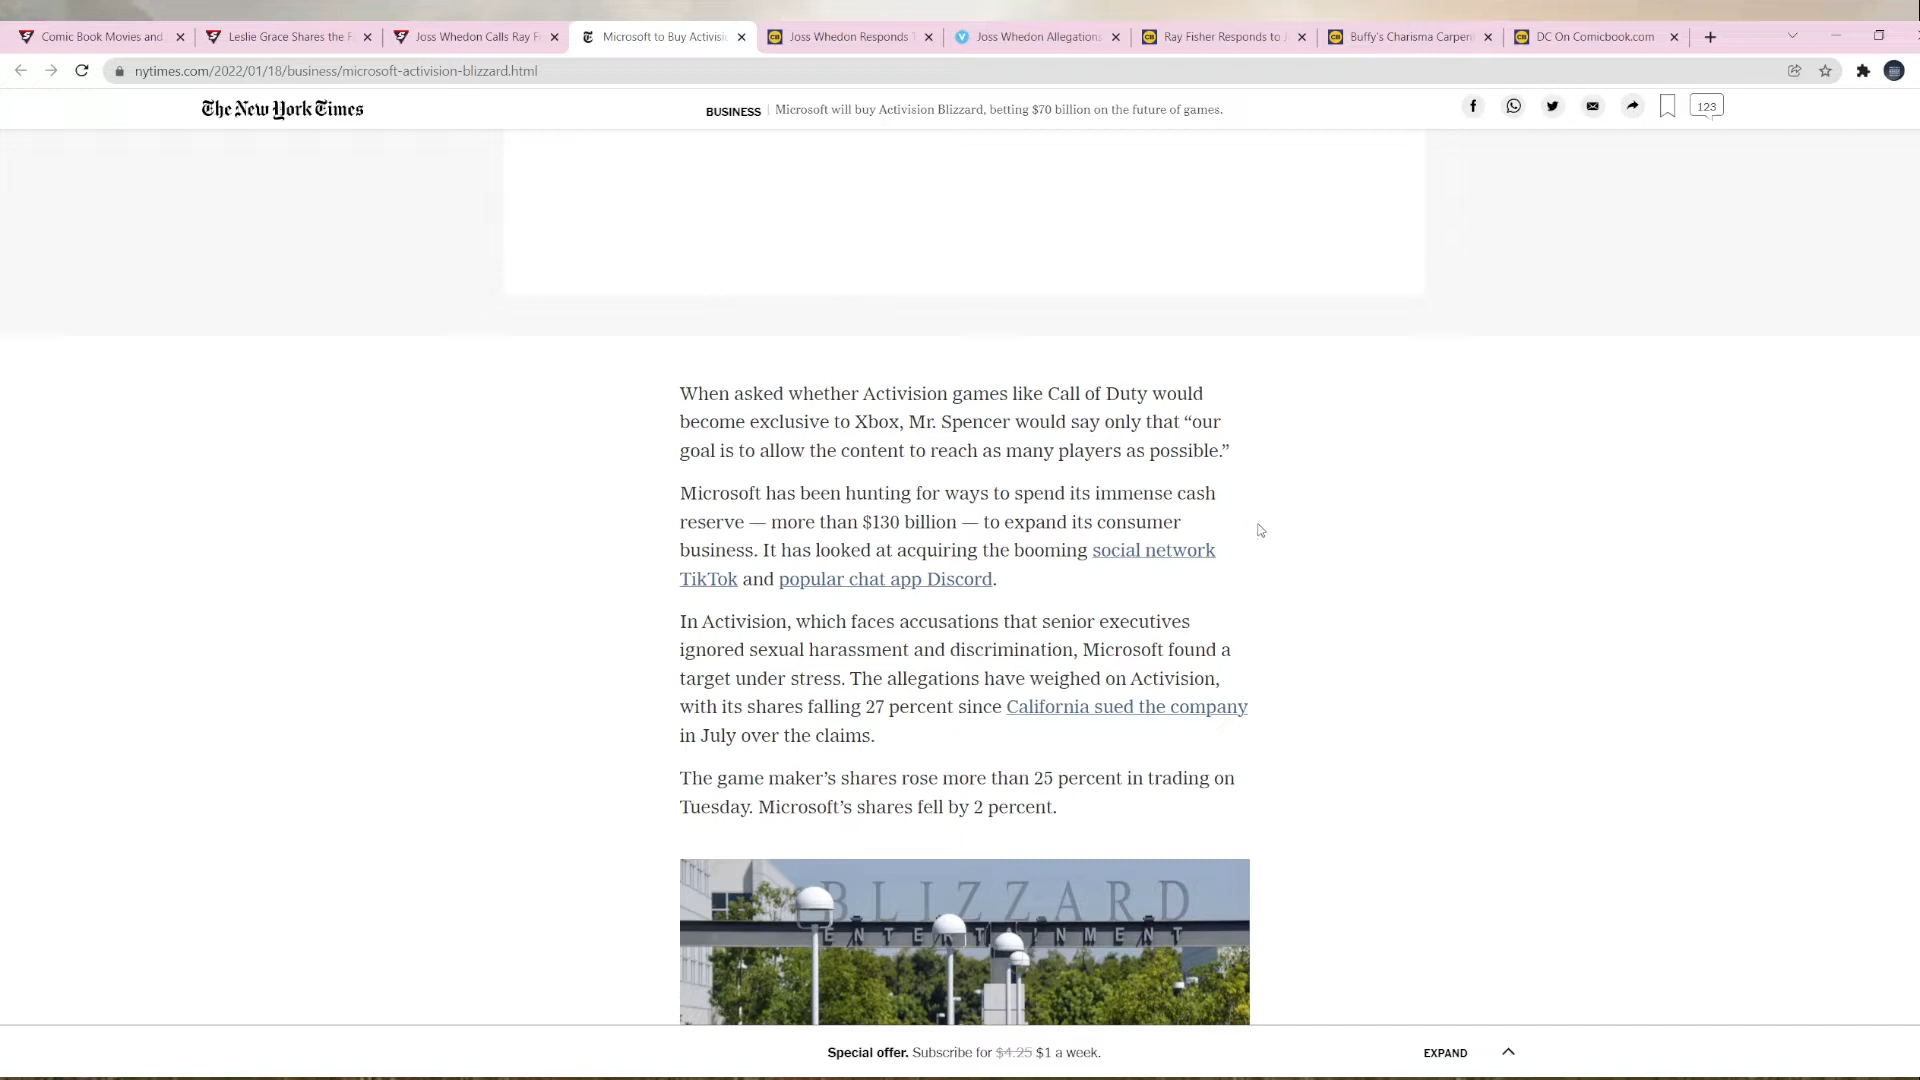 Comic Book Movies and
Leslie Grace Shares the F
Joss Whedon Calls Ray F
Microsoft to Buy Activisi
Joss Whedon Responds T
Joss Whedon Allegations
Ray Fisher Responds to J
Buffy's Charisma Carpen
DC On Comicbook.com
nytimes.com/2022/01/18/business/microsoft-activision-blizzard.html
The New York Times
BUSINESS
Microsoft will buy Activision Blizzard, betting $70 billion on the future of games.
123
When asked whether Activision games like Call of Duty would
become exclusive to Xbox, Mr. Spencer would say only that “our
goal is to allow the content to reach as many players as possible.”
Microsoft has been hunting for ways to spend its immense cash
reserve — more than $130 billion — to expand its consumer
business. It has looked at acquiring the booming social network
TikTok and popular chat app Discord.
In Activision, which faces accusations that senior executives
ignored sexual harassment and discrimination, Microsoft found a
target under stress. The allegations have weighed on Activision,
with its shares falling 27 percent since California sued the company
in July over the claims.
The game maker’s shares rose more than 25 percent in trading on
Tuesday. Microsoft’s shares fell by 2 percent.
BLIZZARD
ENTERTAINMENT
Special offer. Subscribe for $4.25 $1 a week.
EXPAND